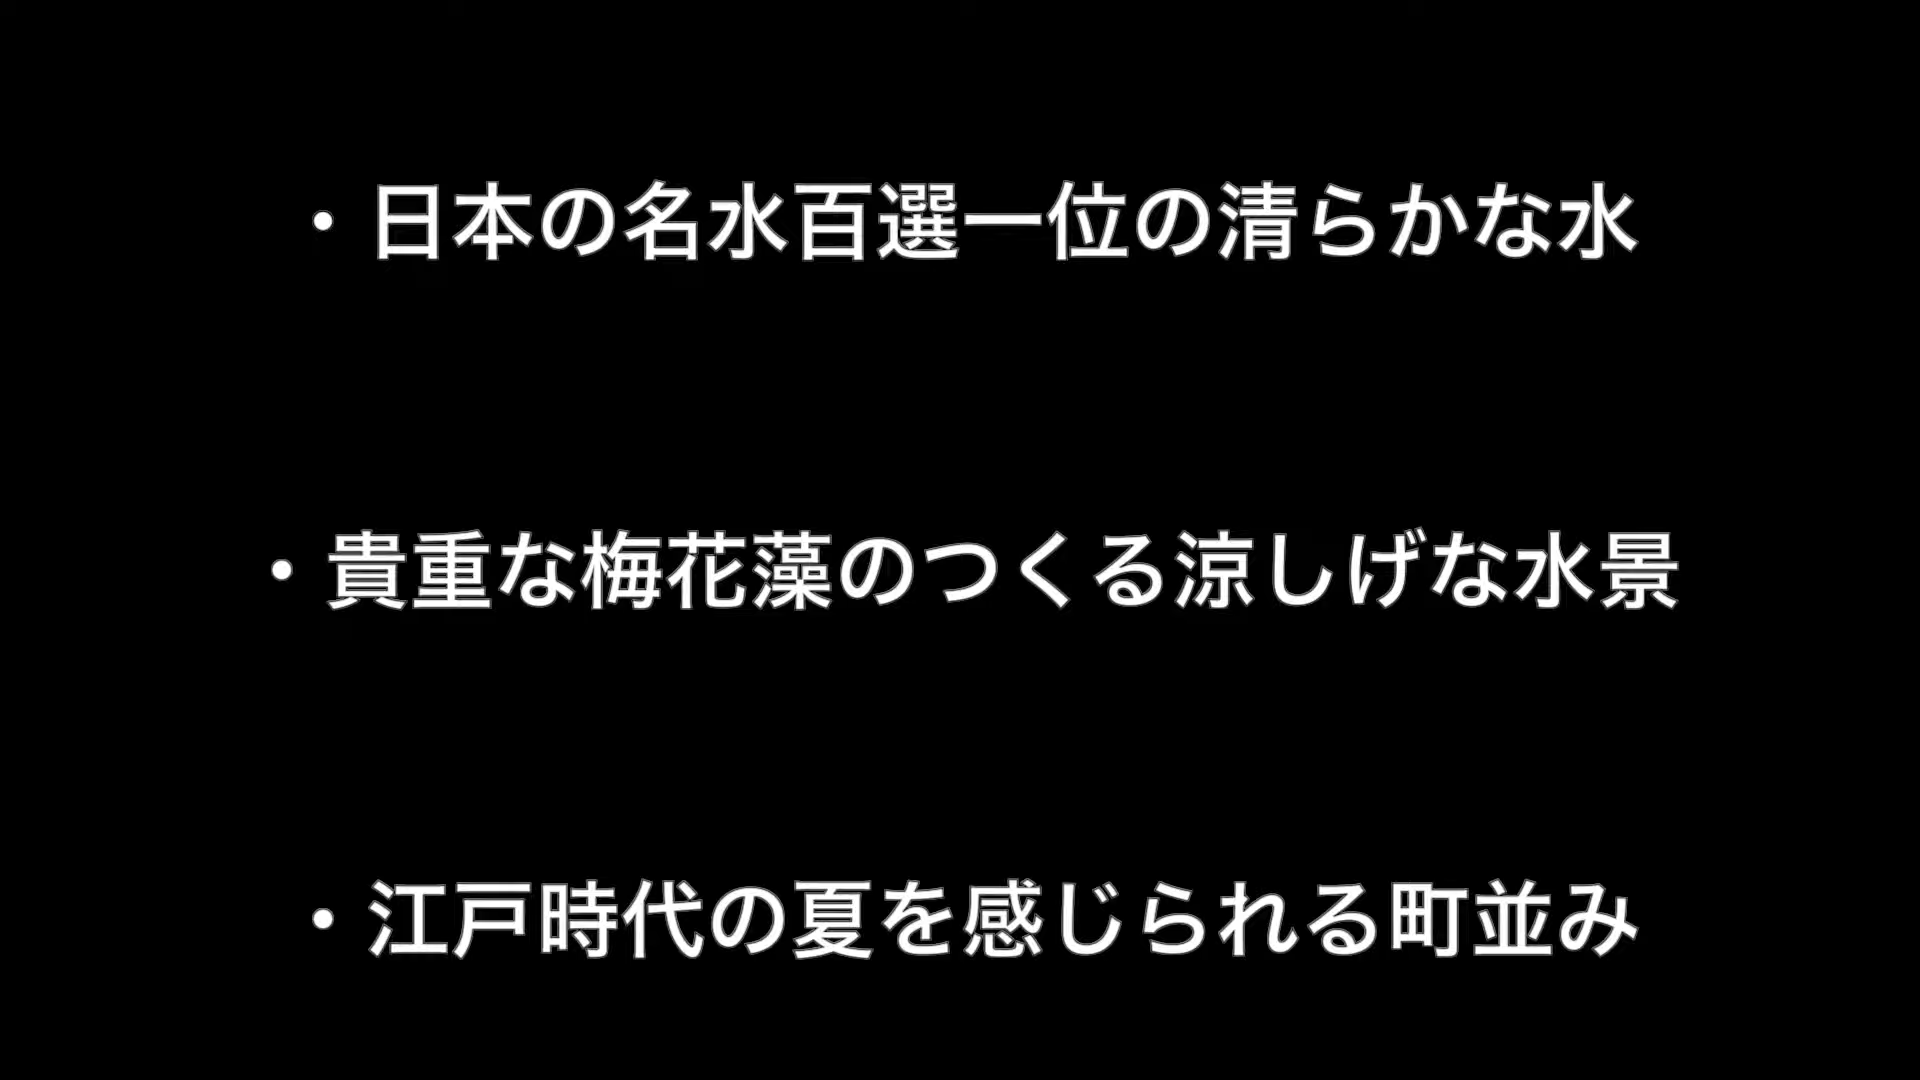 ・日本の名水百選一位の清らかな水
・貴重な梅花藻のつくる涼しげな水景
・江戸時代の夏を感じられる町並み